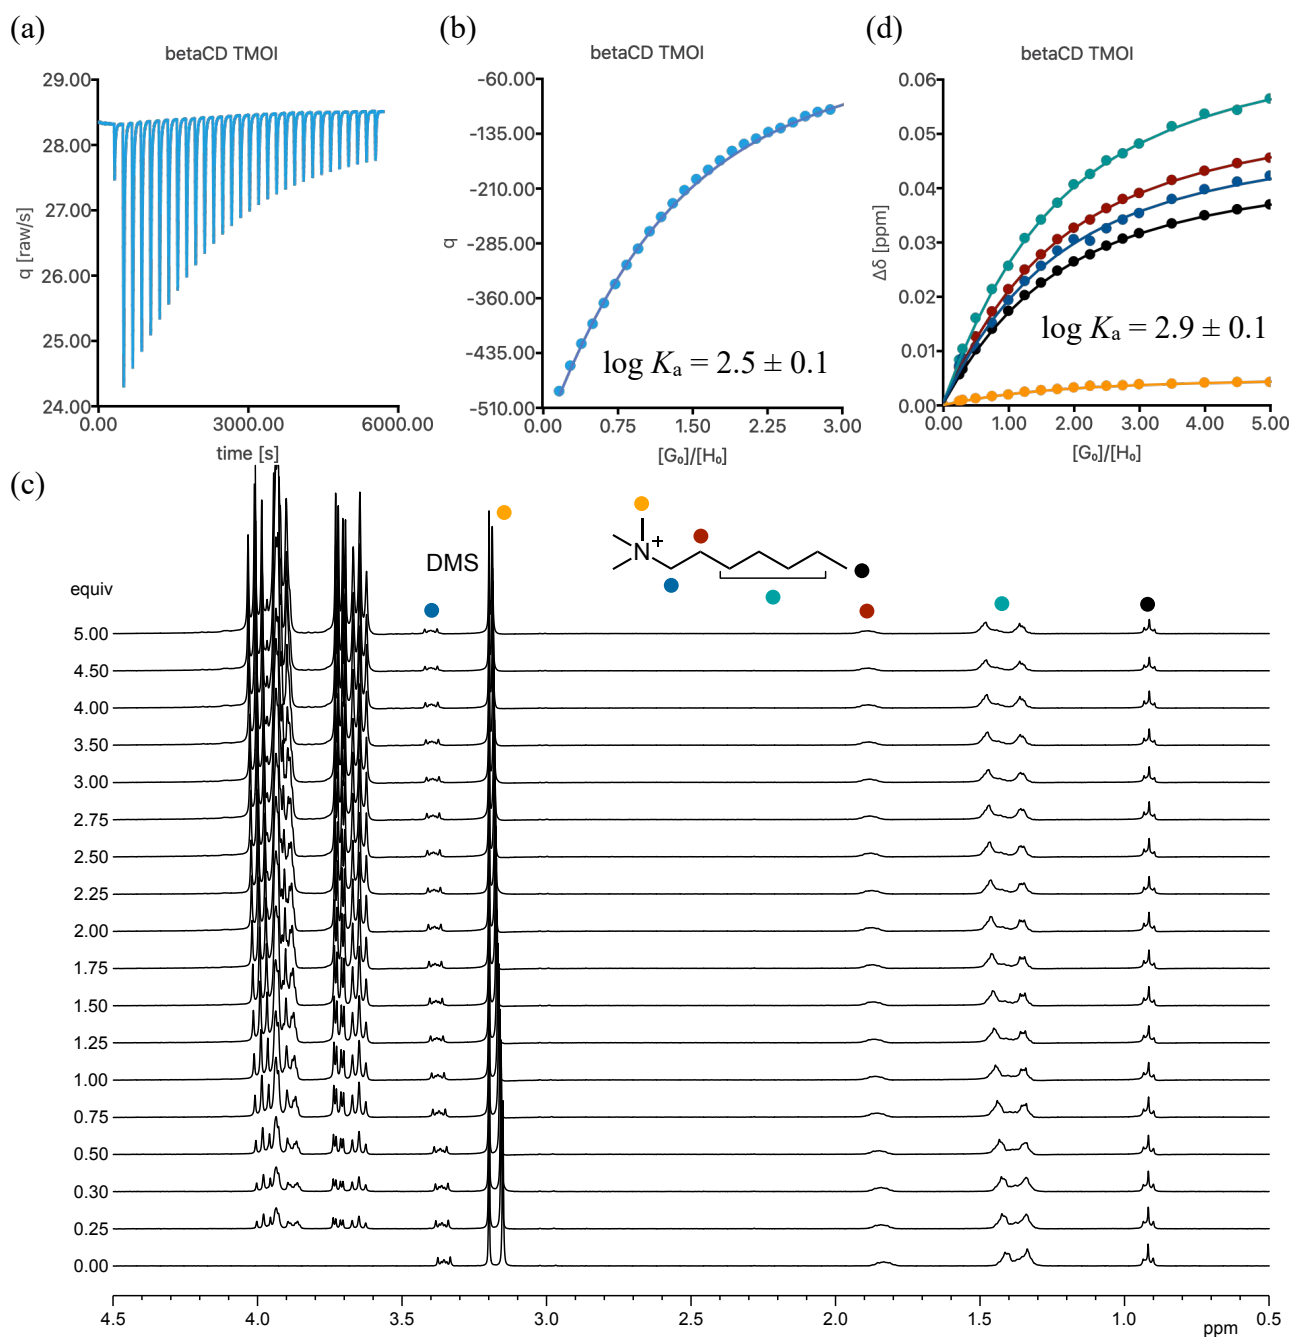 (a)
betaCD TMOI
29.00
28.00
27.00
26.00
25.00
24.00
q [raw/s]
0.00 3000.00 6000.00
time [s]
(b)
betaCD TMOI
-60.00
-135.00
-210.00
-285.00
-360.00
-435.00
-510.00
q
log Ka = 2.5 ± 0.1
0.00 0.75 1.50 2.25 3.00
[G₀]/[H₀]
(d)
betaCD TMOI
0.06
0.05
0.04
0.03
0.02
0.01
0.00
Δδ [ppm]
log Ka = 2.9 ± 0.1
0.00 1.00 2.00 3.00 4.00 5.00
[G₀]/[H₀]
(c)
N+
DMS
equiv
5.00
4.50
4.00
3.50
3.00
2.75
2.50
2.25
2.00
1.75
1.50
1.25
1.00
0.75
0.50
0.30
0.25
0.00
4.5 4.0 3.5 3.0 2.5 2.0 1.5 1.0 0.5
ppm